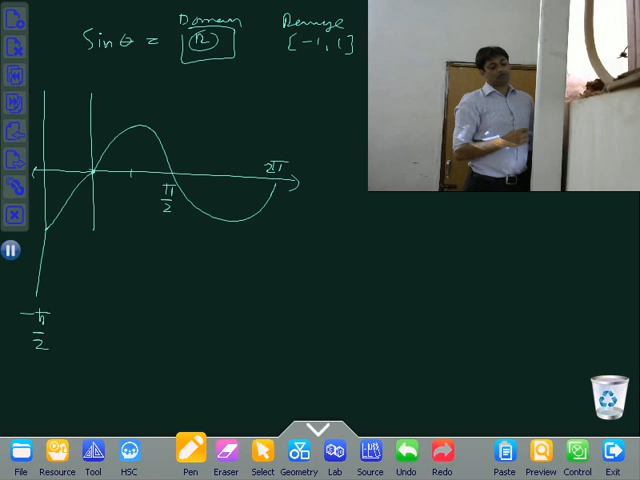 Domain Range
Sinθ = R [-1, 1]
2π
π/2
-π/2
File Resource Tool HSC Pen Eraser Select Geometry Lab Source Undo Redo Paste Preview Control Exit